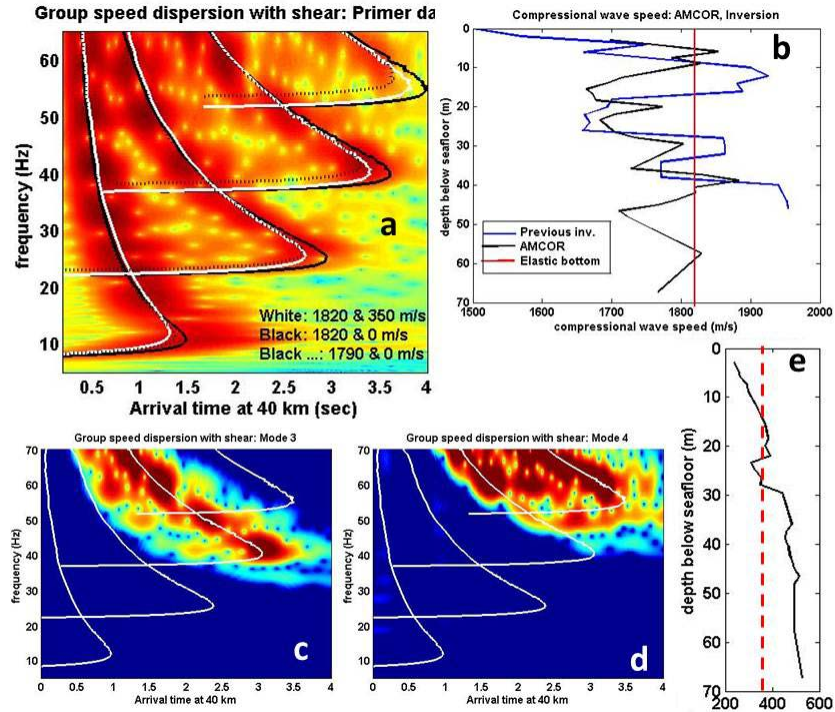 Group speed dispersion with shear: Primer da
frequency (Hz)
60
50
40
30
20
10
a
White: 1820 & 350 m/s
Black: 1820 & 0 m/s
Black ...: 1790 & 0 m/s
0.5 1 1.5 2 2.5 3 3.5 4
Arrival time at 40 km (sec)
Compressional wave speed: AMCOR, Inversion
depth below seafloor (m)
0
10
20
30
40
50
60
70
b
Previous inv.
AMCOR
Elastic bottom
1500 1600 1700 1800 1900 2000
compressional wave speed (m/s)
Group speed dispersion with shear: Mode 3
frequency (Hz)
70
60
50
40
30
20
10
c
0 0.5 1 1.5 2 2.5 3 3.5 4
Arrival time at 40 km
Group speed dispersion with shear: Mode 4
frequency (Hz)
70
60
50
40
30
20
10
d
0 0.5 1 1.5 2 2.5 3 3.5 4
Arrival time at 40 km
e
depth below seafloor (m)
0
10
20
30
40
50
60
70
200 400 600